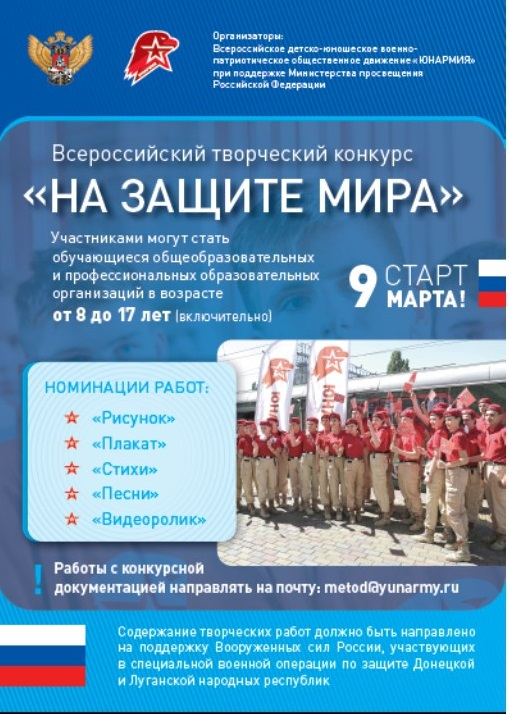 Организаторы:
Всероссийское детско-юношеское военно-
патриотическое общественное движение «ЮНАРМИЯ»
при поддержке Министерства просвещения
Российской Федерации
Всероссийский творческий конкурс
«НА ЗАЩИТЕ МИРА»
Участниками могут стать
обучающиеся общеобразовательных
и профессиональных образовательных
организаций в возрасте
от 8 до 17 лет (включительно)
9 СТАРТ
МАРТА!
НОМИНАЦИИ РАБОТ:
«Рисунок»
«Плакат»
«Стихи»
«Песни»
«Видеоролик»
! Работы с конкурсной
документацией направлять на почту: metod@yunarmy.ru
Содержание творческих работ должно быть направлено
на поддержку Вооруженных сил России, участвующих
в специальной военной операции по защите Донецкой
и Луганской народных республик